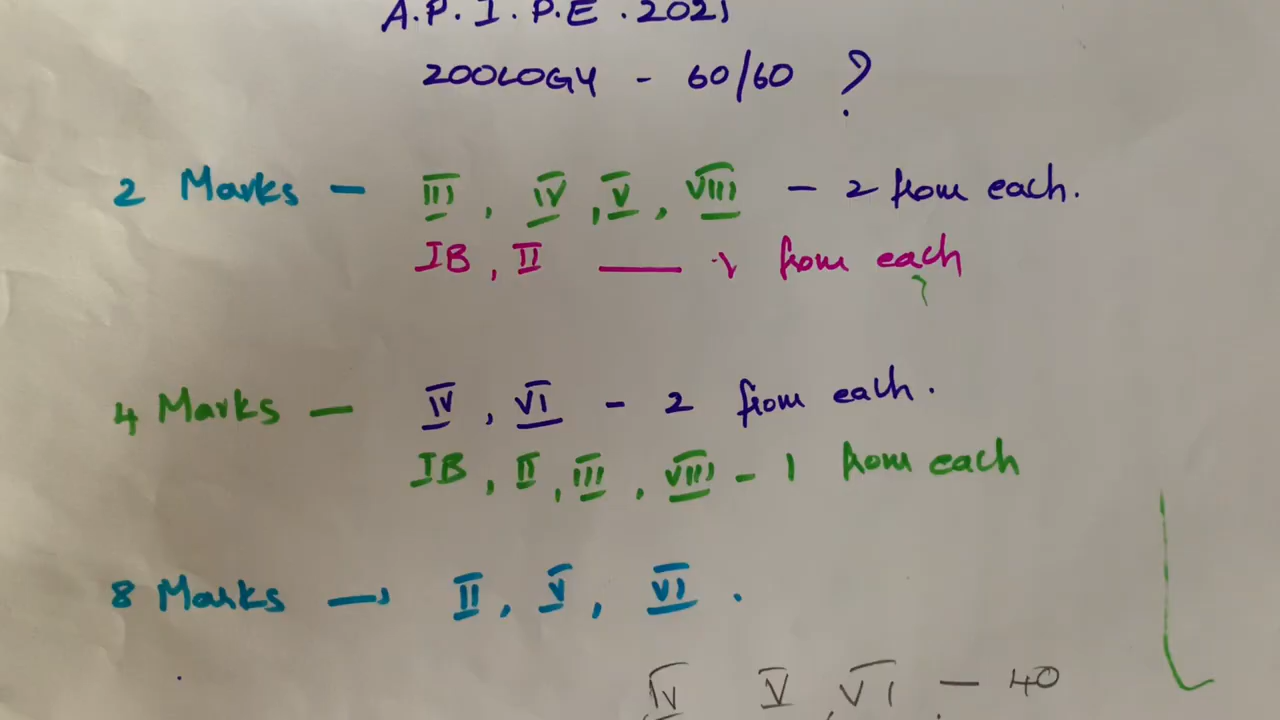 A.P.I.P.E.2021
ZOOLOGY - 60/60 ?
2 Marks - III, IV, V, VIII - 2 from each.
IB, II — 1 from each
4 Marks - IV, VI - 2 from each.
IB, II, III, VIII - 1 from each
8 Marks → II, V, VI.
IV V, VI - 40